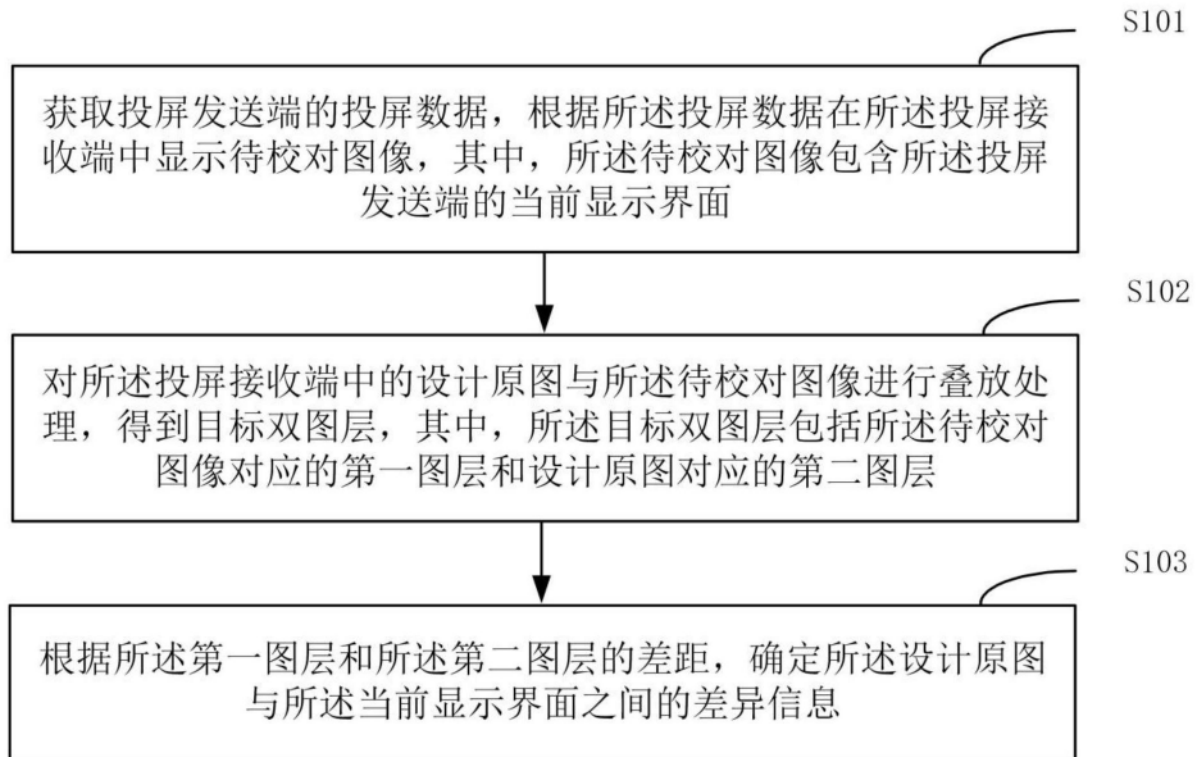 S101
获取投屏发送端的投屏数据，根据所述投屏数据在所述投屏接
收端中显示待校对图像，其中，所述待校对图像包含所述投屏
发送端的当前显示界面
S102
对所述投屏接收端中的设计原图与所述待校对图像进行叠放处
理，得到目标双图层，其中，所述目标双图层包括所述待校对
图像对应的第一图层和设计原图对应的第二图层
S103
根据所述第一图层和所述第二图层的差距，确定所述设计原图
与所述当前显示界面之间的差异信息